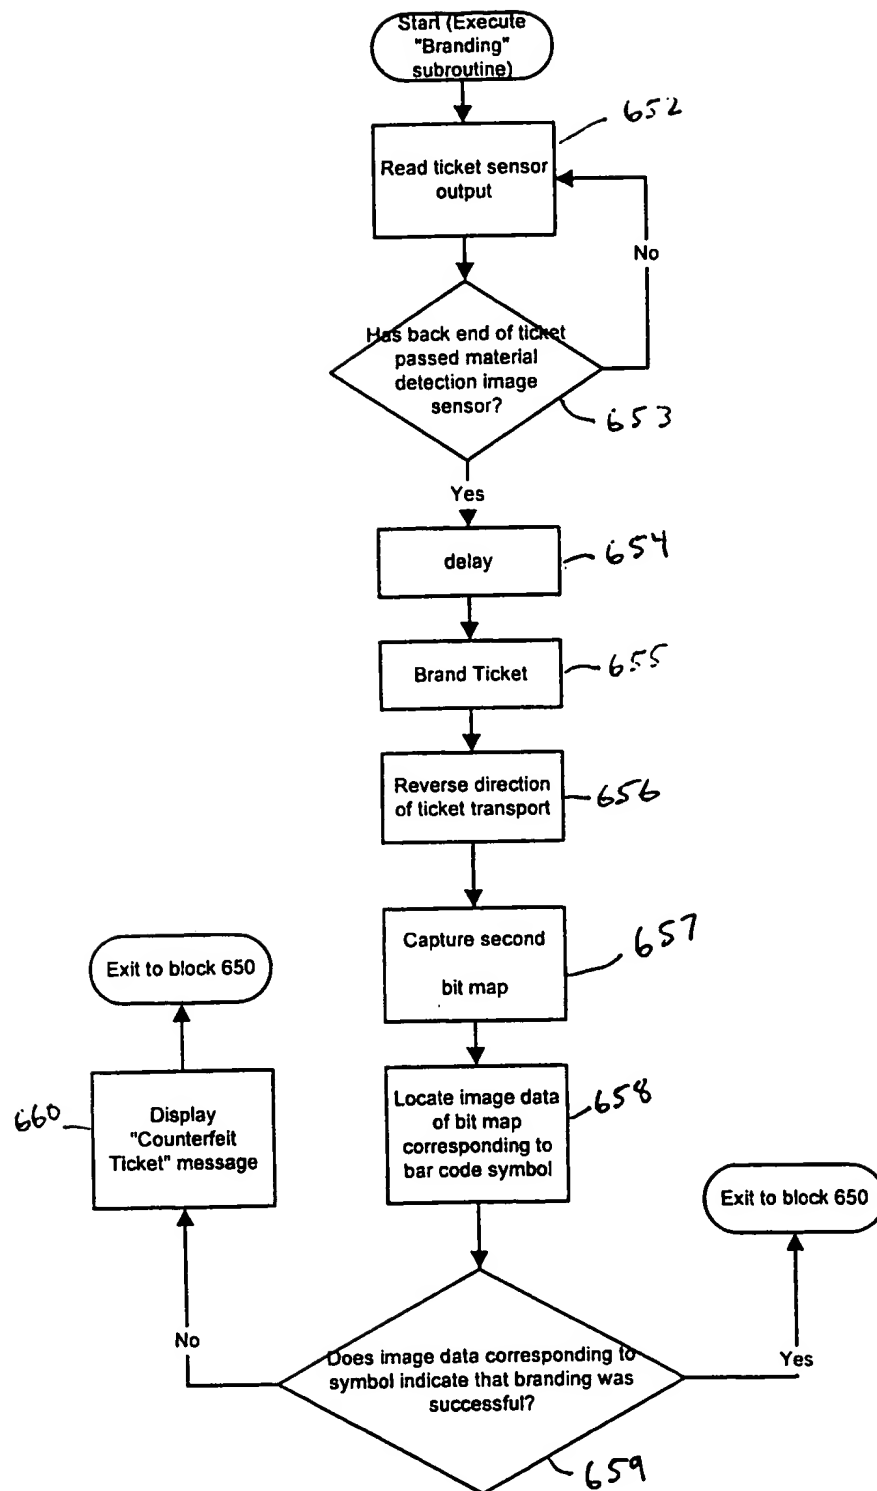 Start (Execute
"Branding"
subroutine)
652
Read ticket sensor
output
No
Has back end of ticket
passed material
detection image
sensor?
653
Yes
delay
654
Brand Ticket
655
Reverse direction
of ticket transport
656
Capture second
bit map
657
Exit to block 650
Locate image data
of bit map
corresponding to
bar code symbol
658
660
Display
"Counterfeit
Ticket" message
Exit to block 650
No
Does image data corresponding to
symbol indicate that branding was
successful?
Yes
659